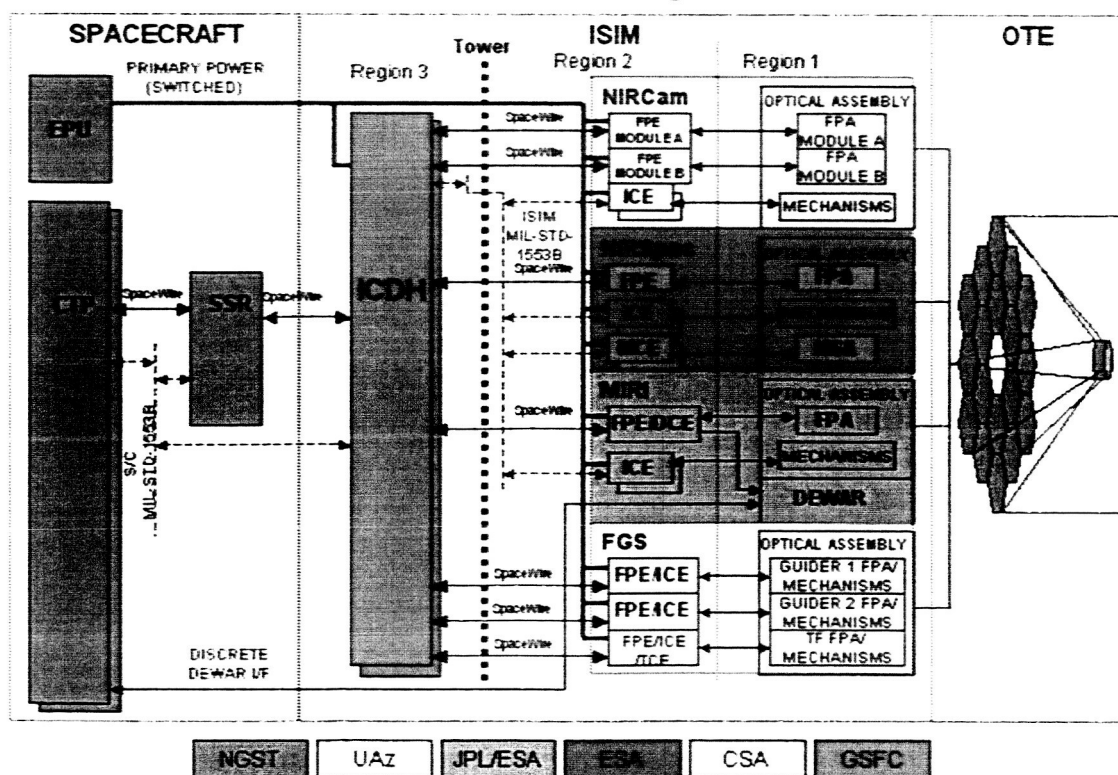 SPACECRAFT
ISIM
OTE
Tower
PRIMARY POWER
(SWITCHED)
Region 3
Region 2
Region 1
EPU
NIRCam
OPTICAL ASSEMBLY
SpaceWire
FPE
MODULE A
FPA
MODULE A
SpaceWire
FPE
MODULE B
FPA
MODULE B
ICE
MECHANISMS
ISIM
MIL-STD-
1553B
CTP
SpaceWire
SSR
SpaceWire
ICDH
SpaceWire
OPTICAL ASSEMBLY
FPE
FPA
S/C
MIL-STD-1553B
MIRI
OPTICAL ASSEMBLY
SpaceWire
FPE/DCE
FPA
ICE
MECHANISMS
DEWAR
FGS
OPTICAL ASSEMBLY
SpaceWire
FPE/ICE
GUIDER 1 FPA/
MECHANISMS
SpaceWire
FPE/ICE
GUIDER 2 FPA/
MECHANISMS
SpaceWire
FPE/ICE
/TCE
TF FPA/
MECHANISMS
DISCRETE
DEWAR I/F
NGST
UAz
JPL/ESA
ESA
CSA
GSFC